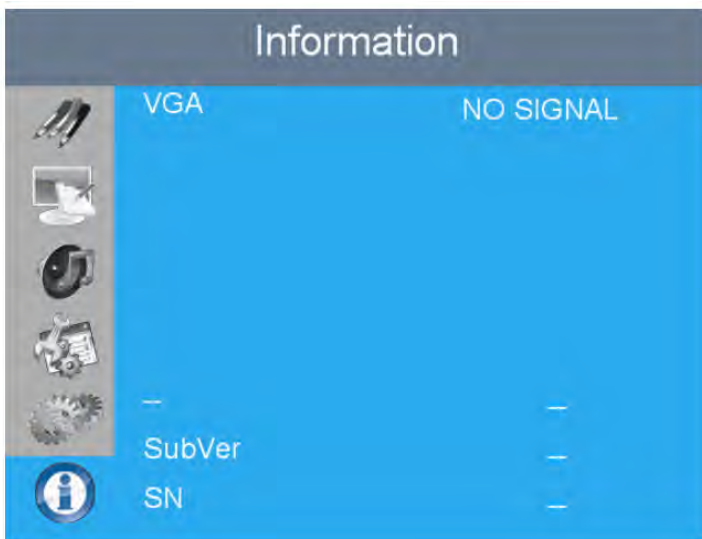 Information
VGA NO SIGNAL
_ _
SubVer _
SN _